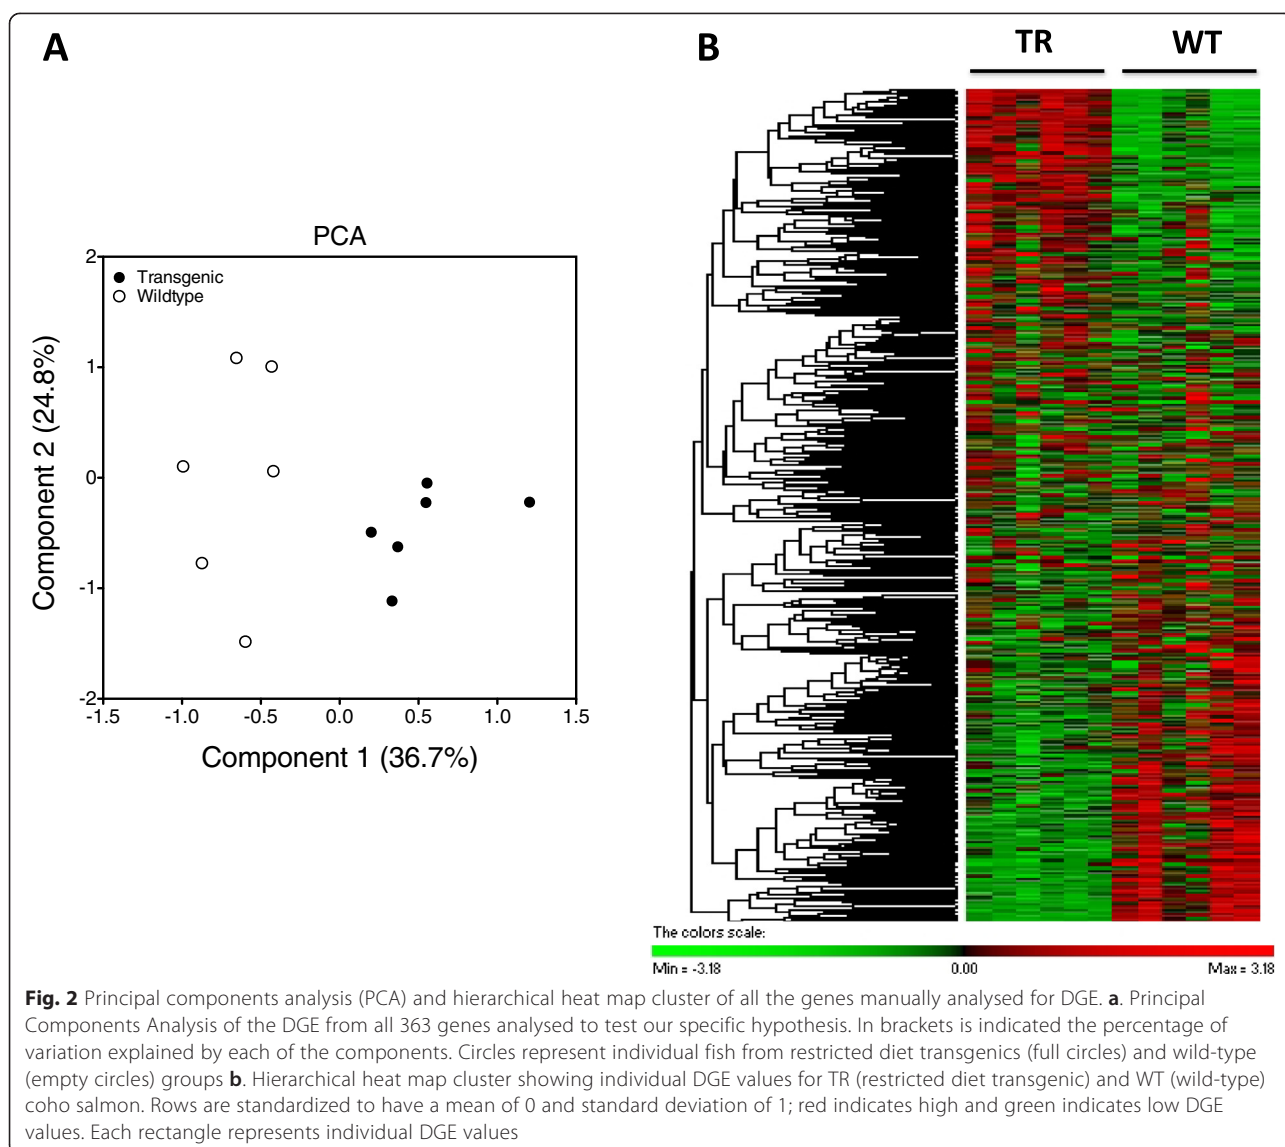 A
B
TR
WT
PCA
Transgenic
Wildtype
2
1
0
-1
-2
-1.5
-1.0
-0.5
0.0
0.5
1.0
1.5
Component 2 (24.8%)
Component 1 (36.7%)
The colors scale:
Min = -3.18
0.00
Max = 3.18
Fig. 2 Principal components analysis (PCA) and hierarchical heat map cluster of all the genes manually analysed for DGE. a. Principal
Components Analysis of the DGE from all 363 genes analysed to test our specific hypothesis. In brackets is indicated the percentage of
variation explained by each of the components. Circles represent individual fish from restricted diet transgenics (full circles) and wild-type
(empty circles) groups b. Hierarchical heat map cluster showing individual DGE values for TR (restricted diet transgenic) and WT (wild-type)
coho salmon. Rows are standardized to have a mean of 0 and standard deviation of 1; red indicates high and green indicates low DGE
values. Each rectangle represents individual DGE values